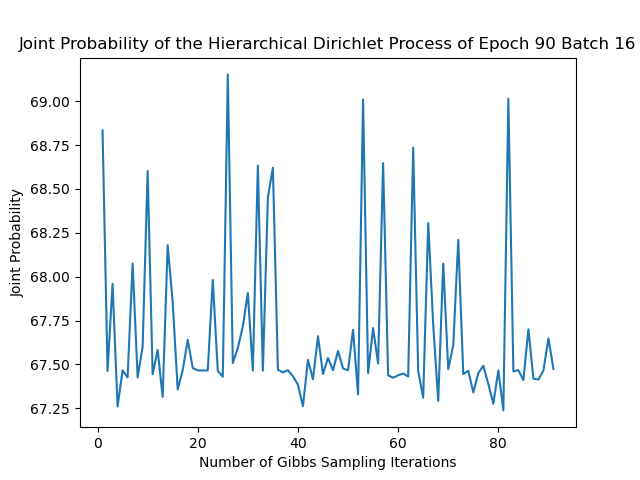 Joint Probability of the Hierarchical Dirichlet Process of Epoch 90 Batch 16
69.00
68.75
68.50
68.25
68.00
67.75
67.50
67.25
Joint Probability
0 20 40 60 80
Number of Gibbs Sampling Iterations